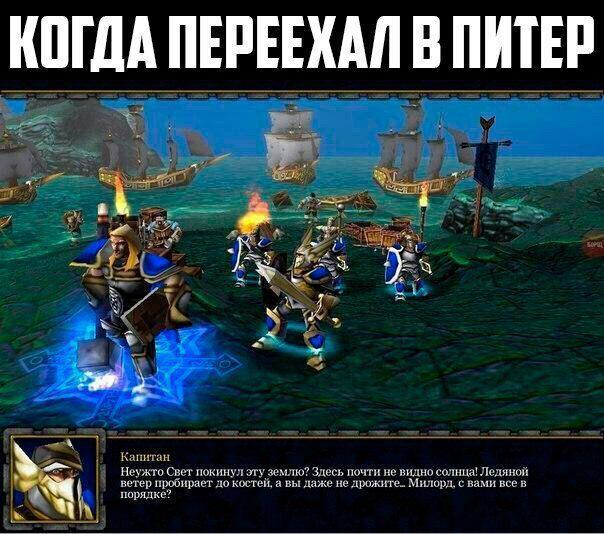 КОГДА ПЕРЕЕХАЛ В ПИТЕР
БОРЩ
Капитан
Неужто Свет покинул эту землю? Здесь почти не видно солнца! Ледяной
ветер пробирает до костей, а вы даже не дрожите... Милорд, с вами все в
порядке?